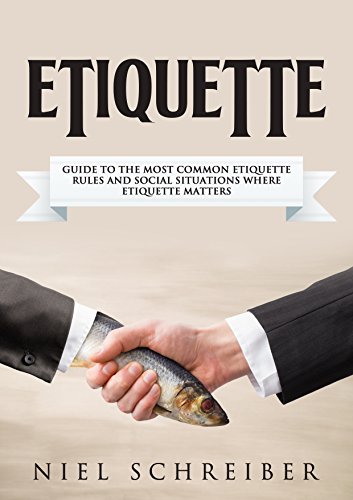 ETIQUETTE
GUIDE TO THE MOST COMMON ETIQUETTE
RULES AND SOCIAL SITUATIONS WHERE
ETIQUETTE MATTERS
NIEL SCHREIBER